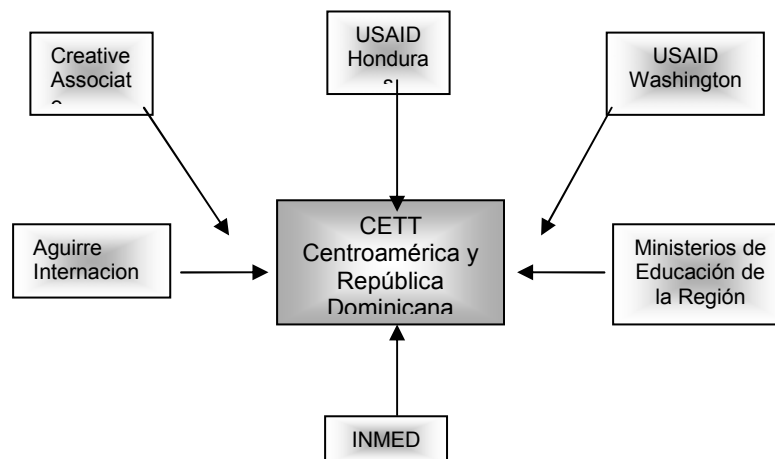 Creative
Associat
USAID
Hondura
USAID
Washington
Aguirre
Internacion
CETT
Centroamérica y
República
Dominicana
Ministerios de
Educación de
la Región
INMED